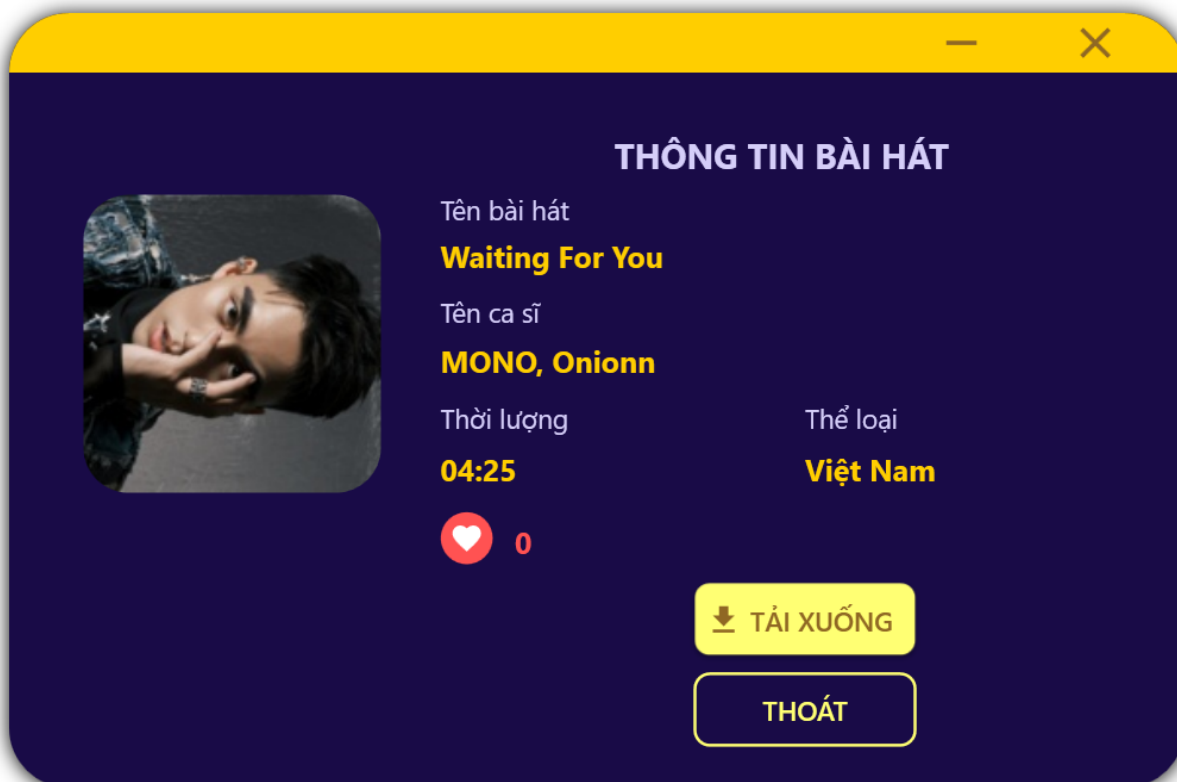 THÔNG TIN BÀI HÁT
Tên bài hát
Waiting For You
Tên ca sĩ
MONO, Onionn
Thời lượng
Thể loại
04:25
Việt Nam
0
TẢI XUỐNG
THOÁT